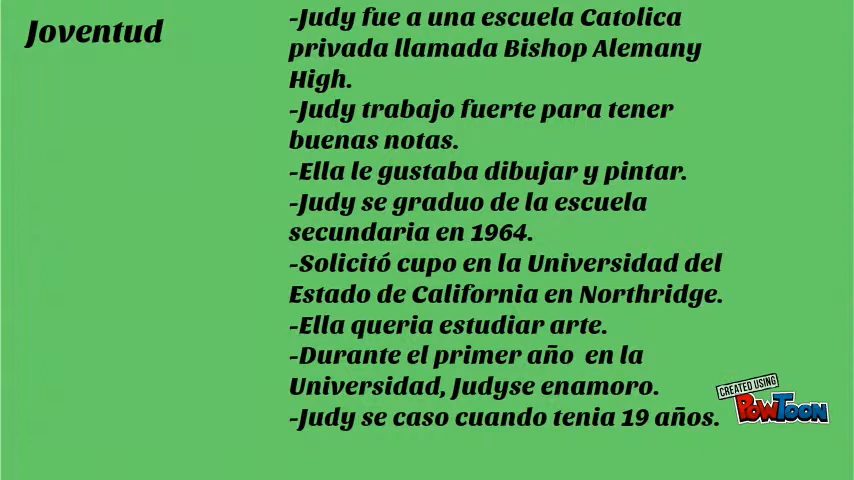 Joventud
-Judy fue a una escuela Catolica
privada llamada Bishop Alemany
High.
-Judy trabajo fuerte para tener
buenas notas.
-Ella le gustaba dibujar y pintar.
-Judy se graduo de la escuela
secundaria en 1964.
-Solicitó cupo en la Universidad del
Estado de California en Northridge.
-Ella queria estudiar arte.
-Durante el primer año  en la
Universidad, Judyse enamoro.
-Judy se caso cuando tenia 19 años.
CREATED USING
POWTOON